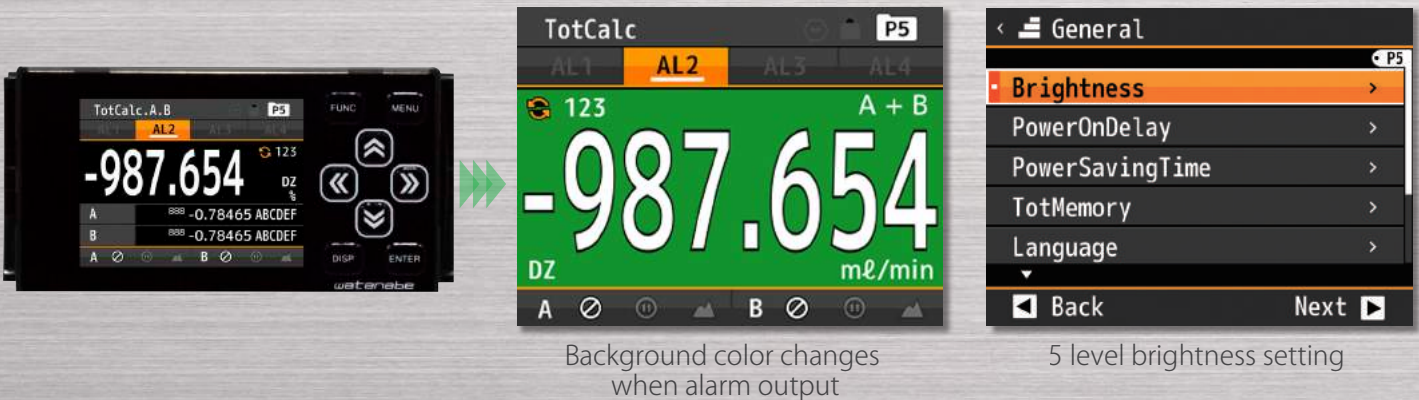 TotCalc.A.B P5
AL1 AL2 AL3 AL4
123
-987.654
DZ
%
A 888 -0.78465 ABCDEF
B 888 -0.78465 ABCDEF
A B
FUNC MENU
DISP ENTER
watanabe
TotCalc P5
AL1 AL2 AL3 AL4
123 A + B
-987.654
DZ mℓ/min
A B
Background color changes
when alarm output
General
P5
Brightness
PowerOnDelay
PowerSavingTime
TotMemory
Language
Back Next
5 level brightness setting